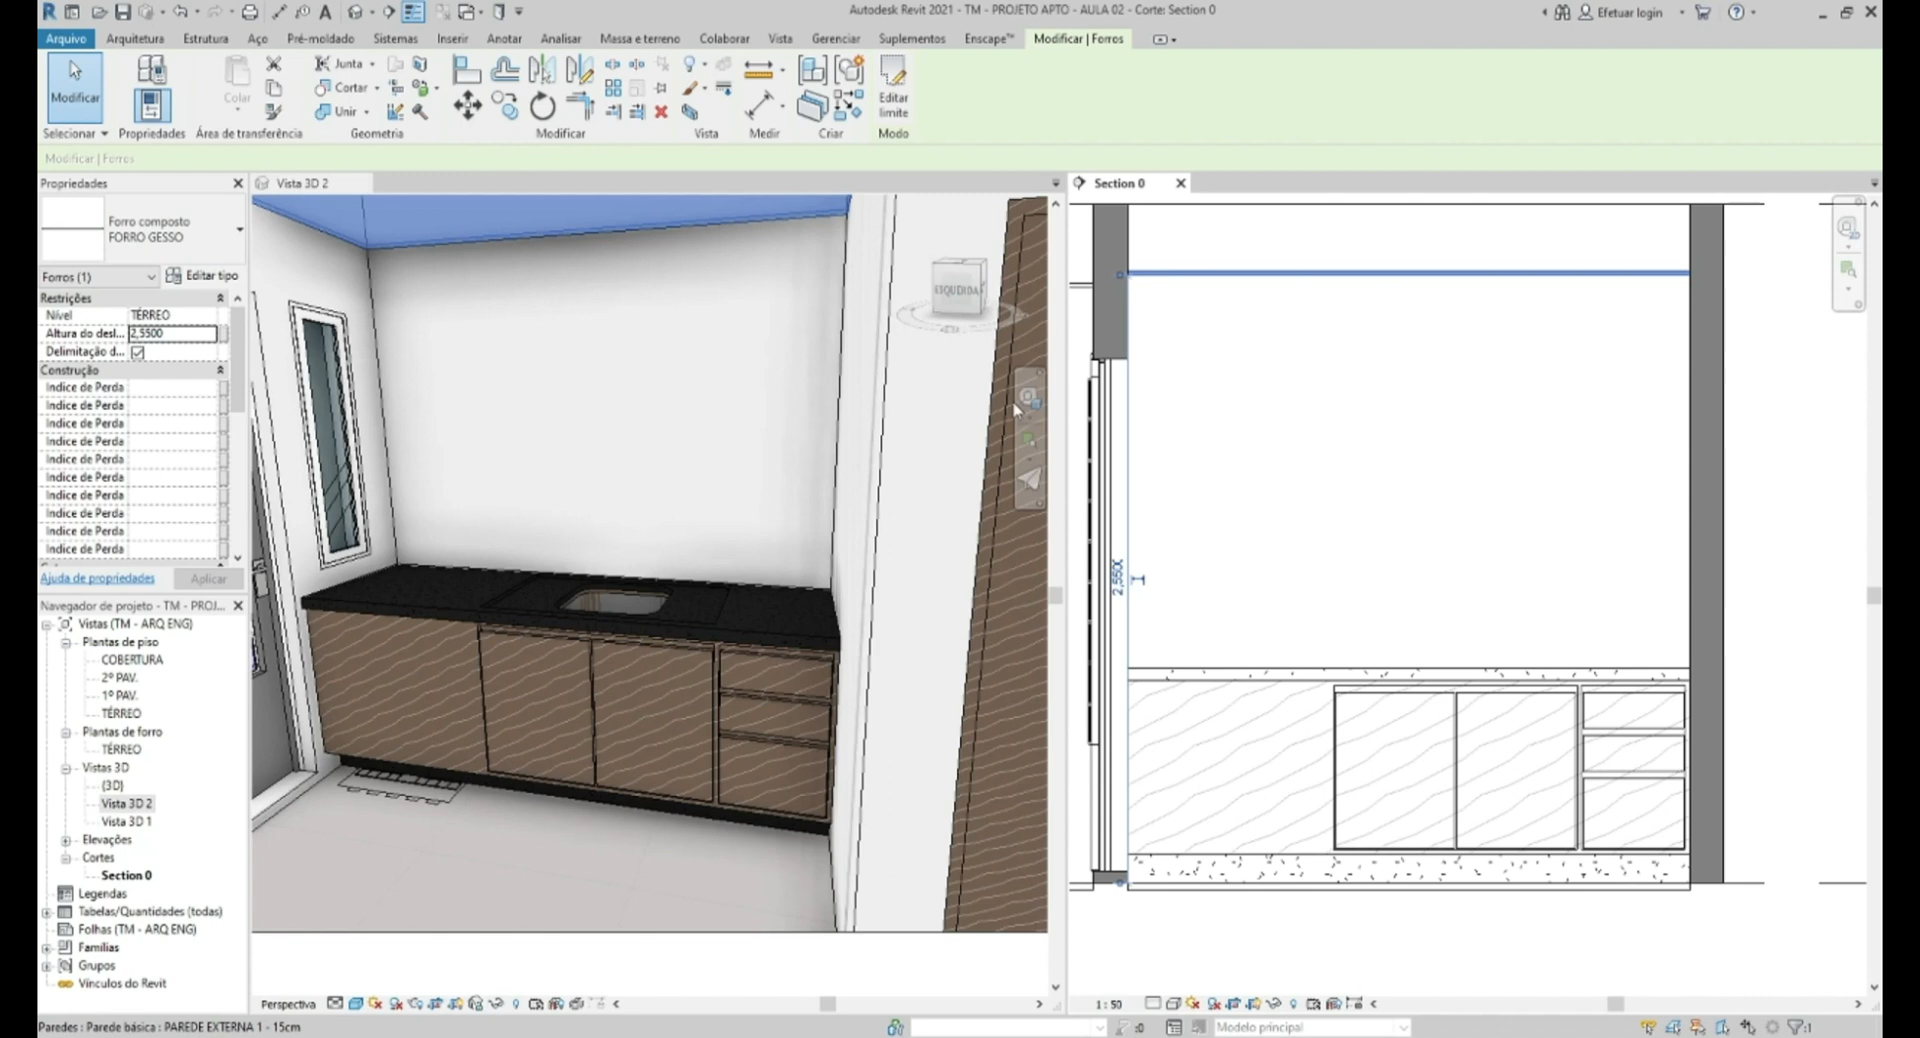 Autodesk Revit 2021 - TM - PROJETO APTO - AULA 02 - Corte: Section 0
Efetuar login
Arquivo Arquitetura Estrutura Aço Pré-moldado Sistemas Inserir Anotar Analisar Massa e terreno Colaborar Vista Gerenciar Suplementos Enscape™ Modificar | Forros
Modificar
Colar
Junta
Cortar
Unir
Editar
limite
Selecionar Propriedades Área de transferência Geometria Modificar Vista Medir Criar Modo
Modificar | Forros
Propriedades
Forro composto
FORRO GESSO
Forros (1)
Editar tipo
Restrições
Nível TÉRREO
Altura do desl... 2,5500
Delimitação d...
Construção
Indice de Perda
Indice de Perda
Indice de Perda
Indice de Perda
Indice de Perda
Indice de Perda
Indice de Perda
Indice de Perda
Indice de Perda
Indice de Perda
Ajuda de propriedades
Aplicar
Navegador de projeto - TM - PROJ...
Vistas (TM - ARQ ENG)
Plantas de piso
COBERTURA
2º PAV.
1º PAV.
TÉRREO
Plantas de forro
TÉRREO
Vistas 3D
{3D}
Vista 3D 2
Vista 3D 1
Elevações
Cortes
Section 0
Legendas
Tabelas/Quantidades (todas)
Folhas (TM - ARQ ENG)
Famílias
Grupos
Vínculos do Revit
Vista 3D 2
ESQUERDA
Perspectiva
Section 0
2,5500
1 : 50
Paredes : Parede básica : PAREDE EXTERNA 1 - 15cm
:0
Modelo principal
:1